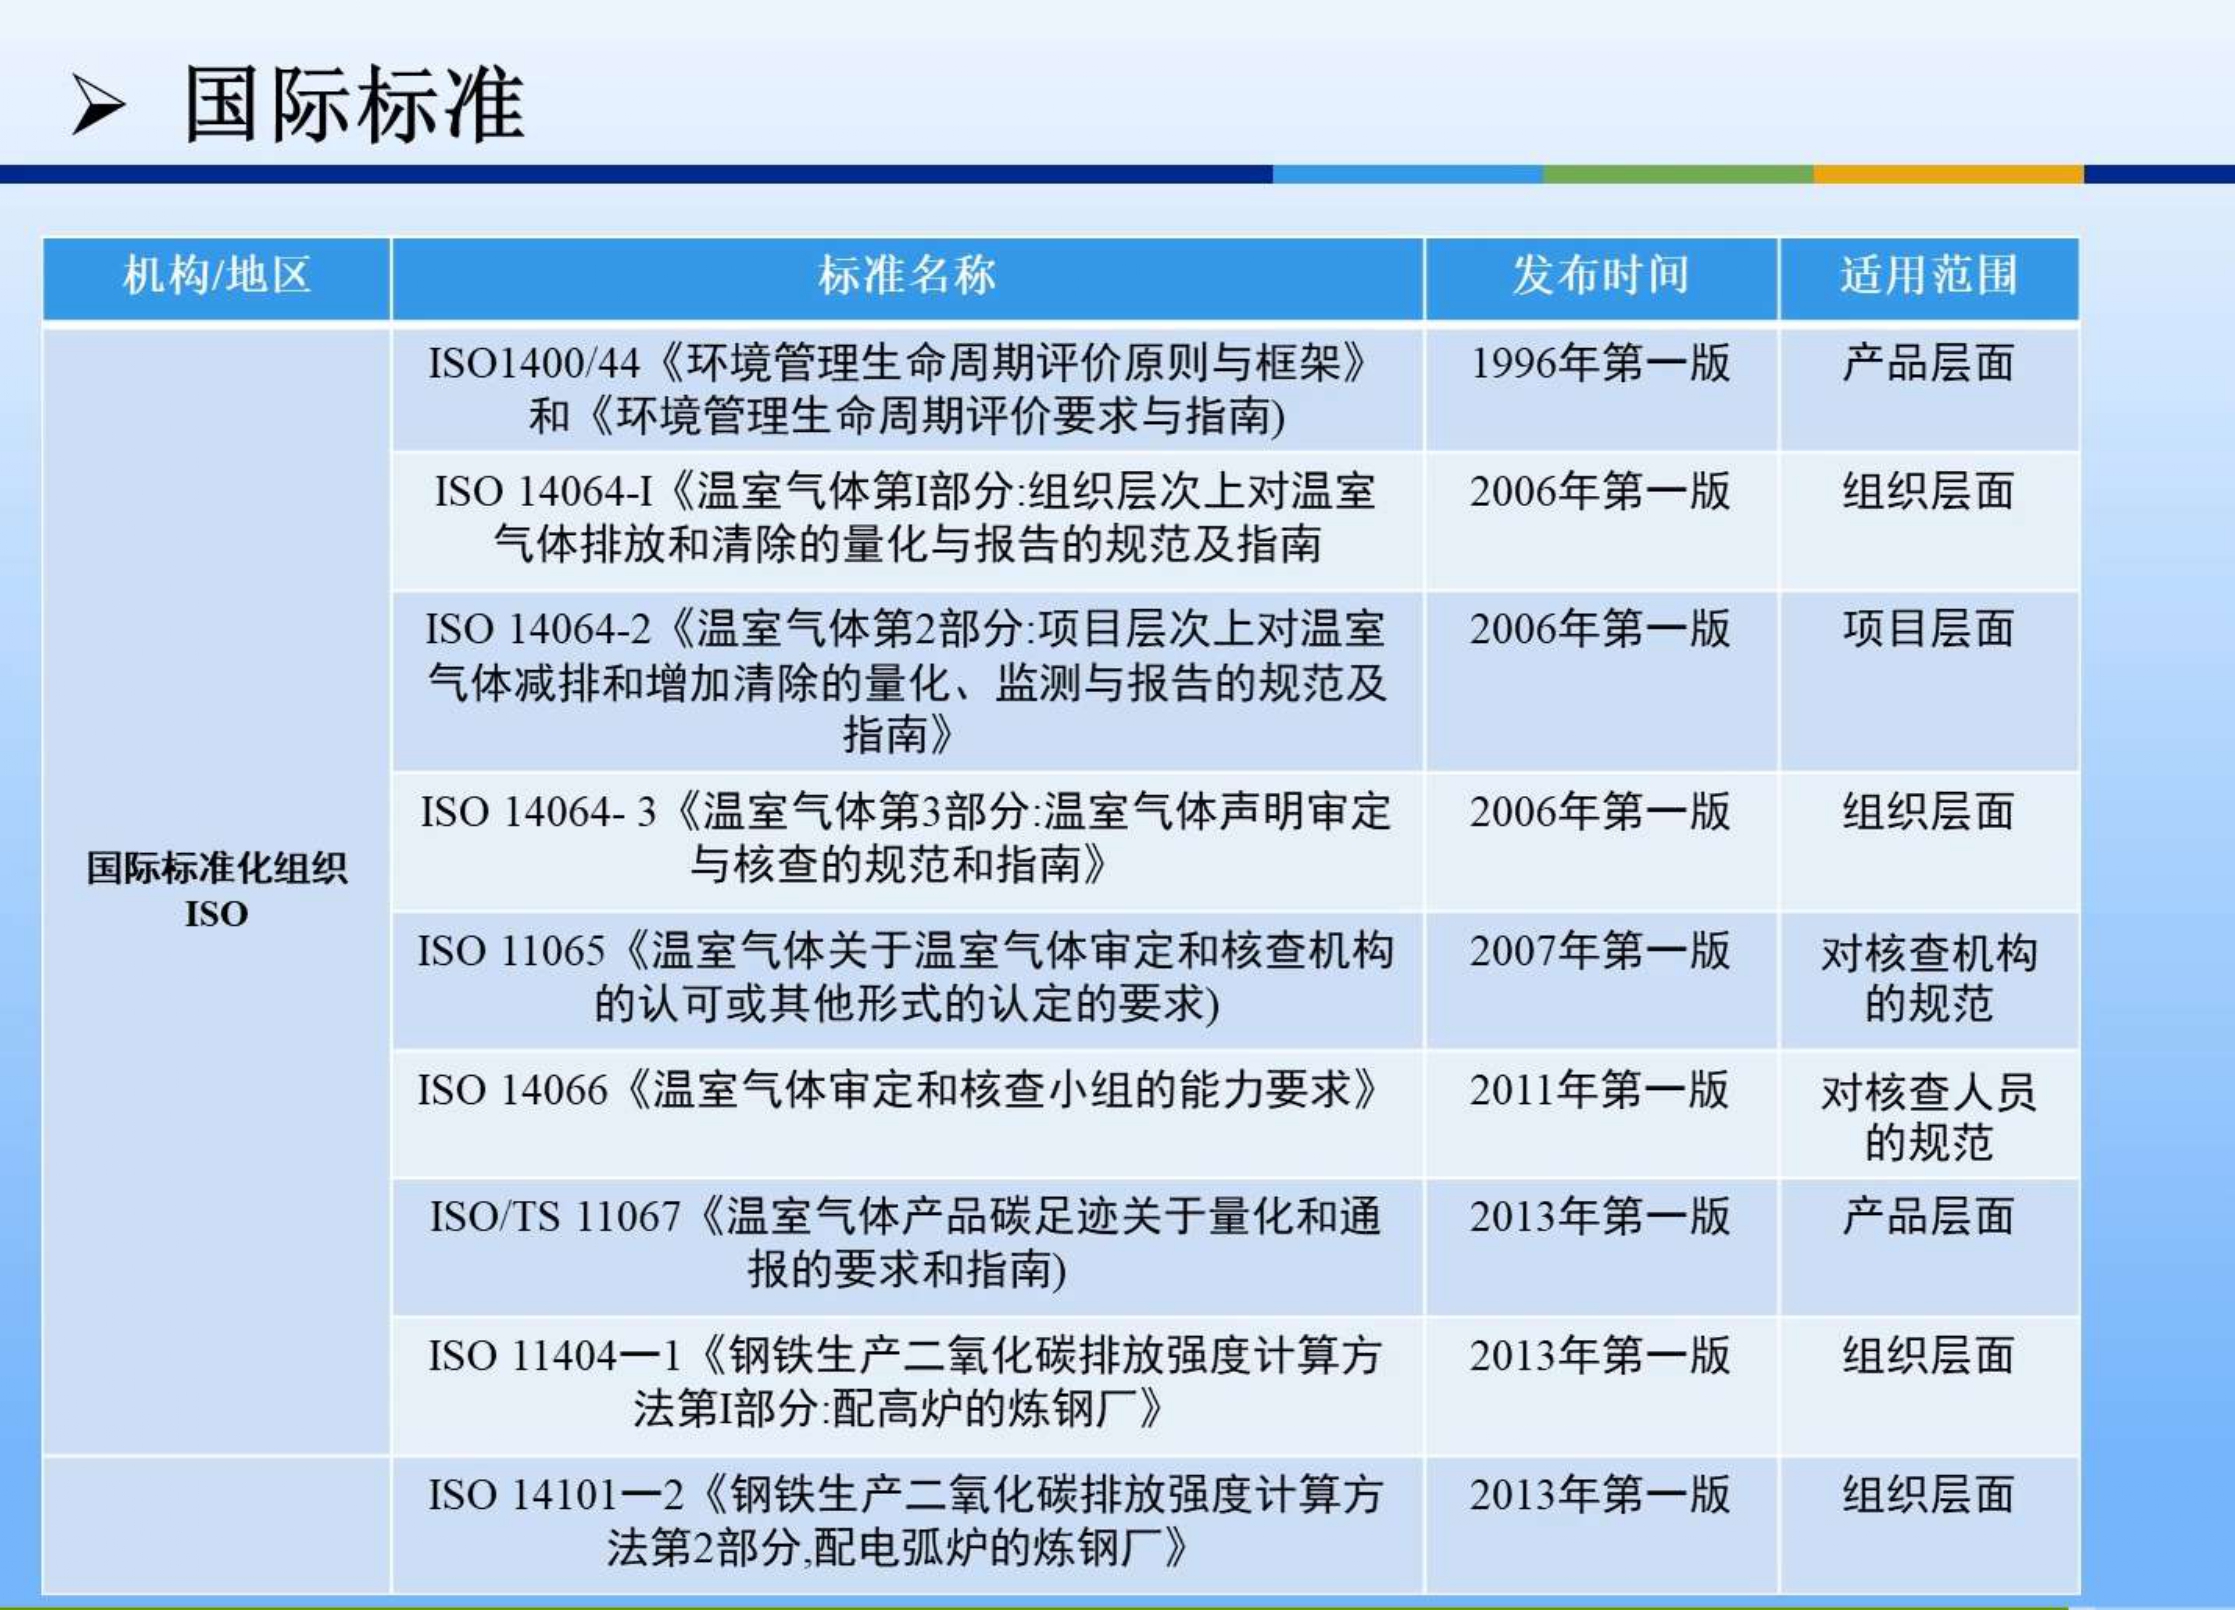 国际标准
机构/地区 标准名称 发布时间 适用范围
ISO1400/44《环境管理生命周期评价原则与框架》 1996年第一版 产品层面
和《环境管理生命周期评价要求与指南)
ISO 14064-I《温室气体第I部分:组织层次上对温室 2006年第一版 组织层面
气体排放和清除的量化与报告的规范及指南
ISO 14064-2《温室气体第2部分:项目层次上对温室 2006年第一版 项目层面
气体减排和增加清除的量化、监测与报告的规范及
指南》
ISO 14064- 3《温室气体第3部分:温室气体声明审定 2006年第一版 组织层面
与核查的规范和指南》
国际标准化组织
ISO
ISO 11065《温室气体关于温室气体审定和核查机构 2007年第一版 对核查机构
的认可或其他形式的认定的要求) 的规范
ISO 14066《温室气体审定和核查小组的能力要求》 2011年第一版 对核查人员
的规范
ISO/TS 11067《温室气体产品碳足迹关于量化和通 2013年第一版 产品层面
报的要求和指南)
ISO 11404一1《钢铁生产二氧化碳排放强度计算方 2013年第一版 组织层面
法第I部分:配高炉的炼钢厂》
ISO 14101一2《钢铁生产二氧化碳排放强度计算方 2013年第一版 组织层面
法第2部分,配电弧炉的炼钢厂》